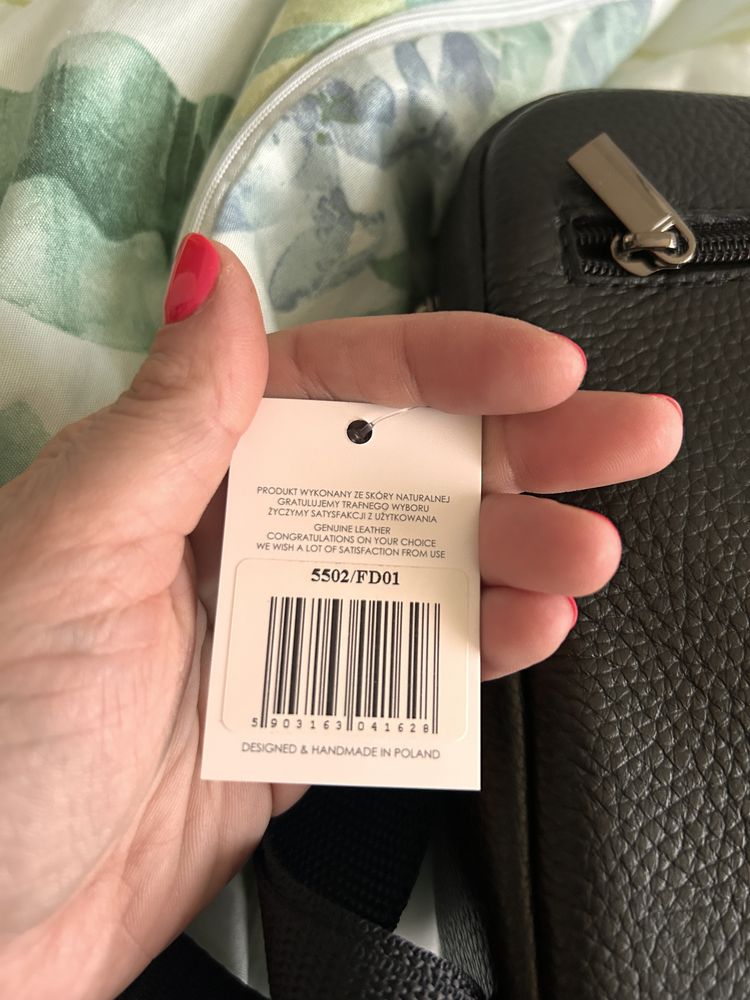 PRODUKT WYKONANY ZE SKÓRY NATURALNEJ
GRATULUJEMY TRAFNEGO WYBORU
ŻYCZYMY SATYSFAKCJI Z UŻYTKOWANIA
GENUINE LEATHER
CONGRATULATIONS ON YOUR CHOICE
WE WISH A LOT OF SATISFACTION FROM USE
5502/FD01
5 903163 041628
DESIGNED & HANDMADE IN POLAND